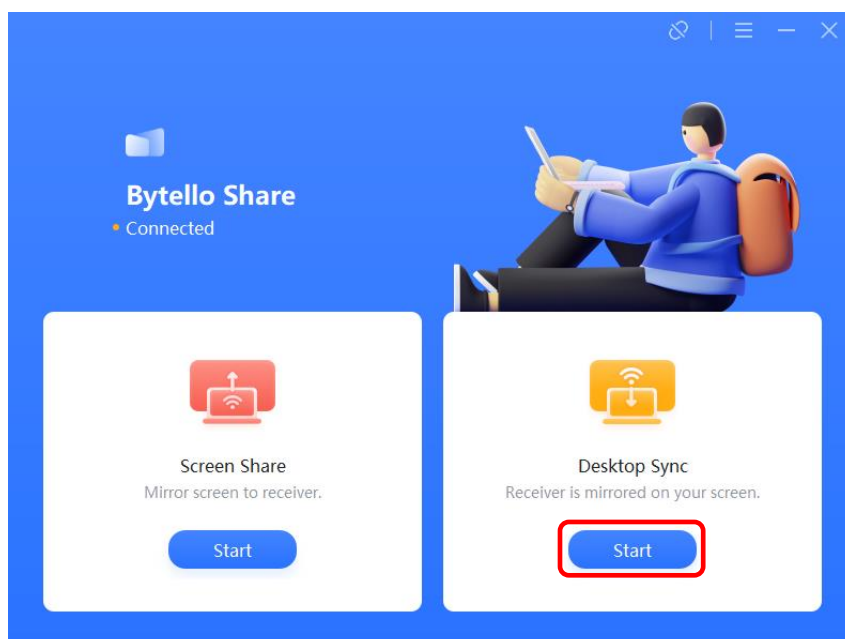 Bytello Share
Connected
Screen Share
Mirror screen to receiver.
Start
Desktop Sync
Receiver is mirrored on your screen.
Start